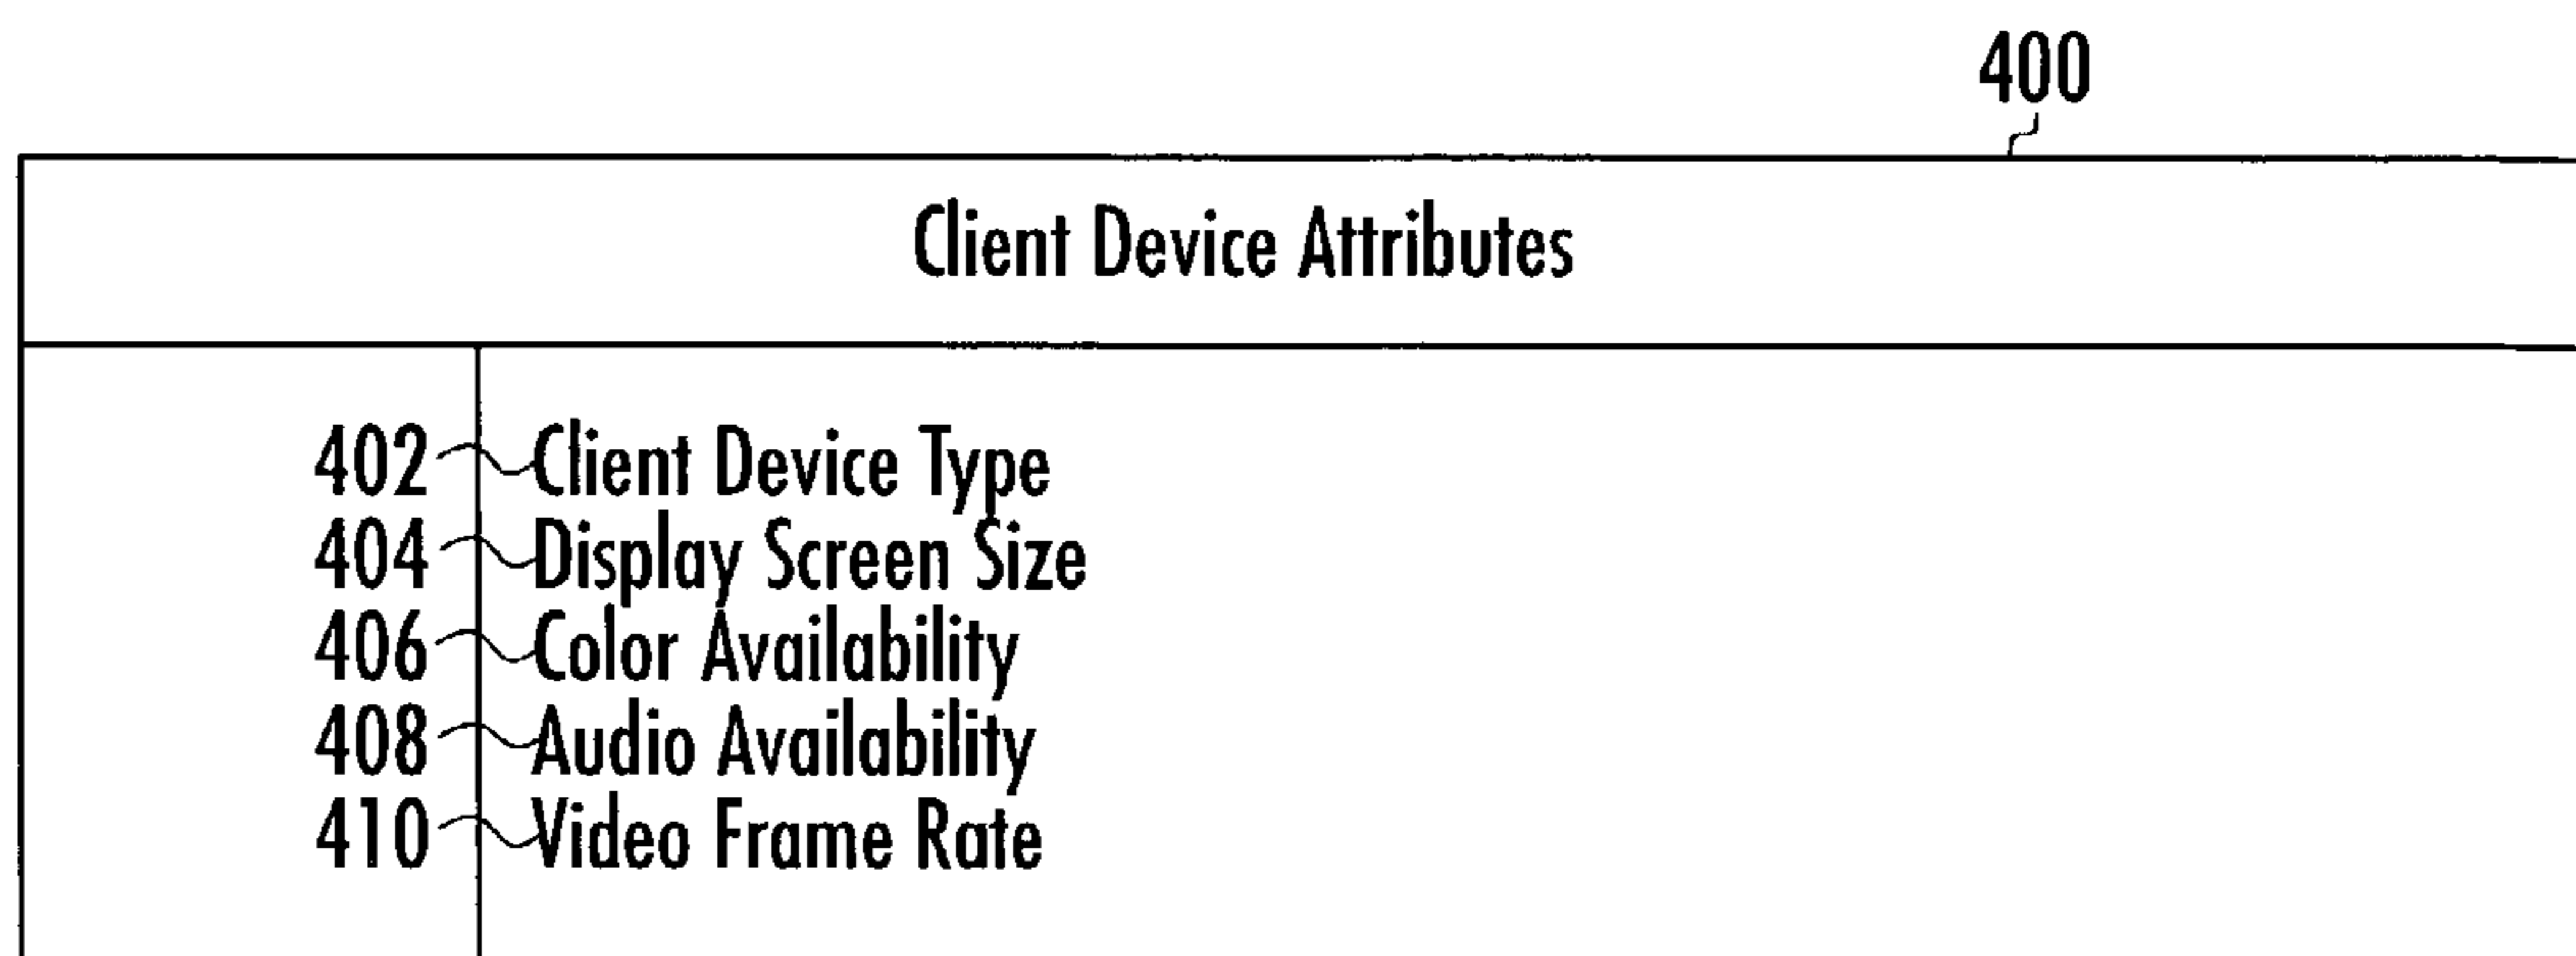 400
Client Device Attributes
402 Client Device Type
404 Display Screen Size
406 Color Availability
408 Audio Availability
410 Video Frame Rate